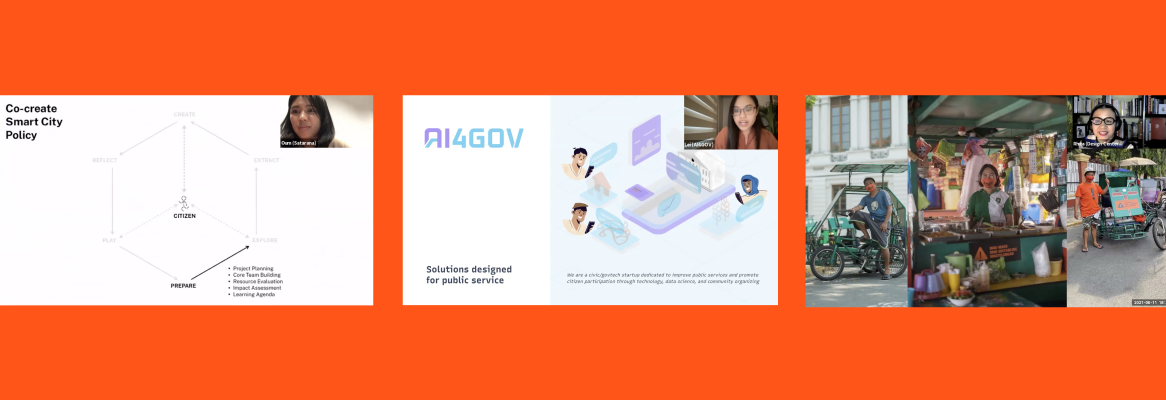 Co-create
Smart City
Policy
CREATE
REFLECT
EXTRACT
CITIZEN
PLAY
EXPLORE
PREPARE
• Project Planning
• Core Team Building
• Resource Evaluation
• Impact Assessment
• Learning Agenda
AI4GOV
Solutions designed
for public service
We are a civic/govtech startup dedicated to improve public services and promote
citizen participation through technology, data science, and community organizing